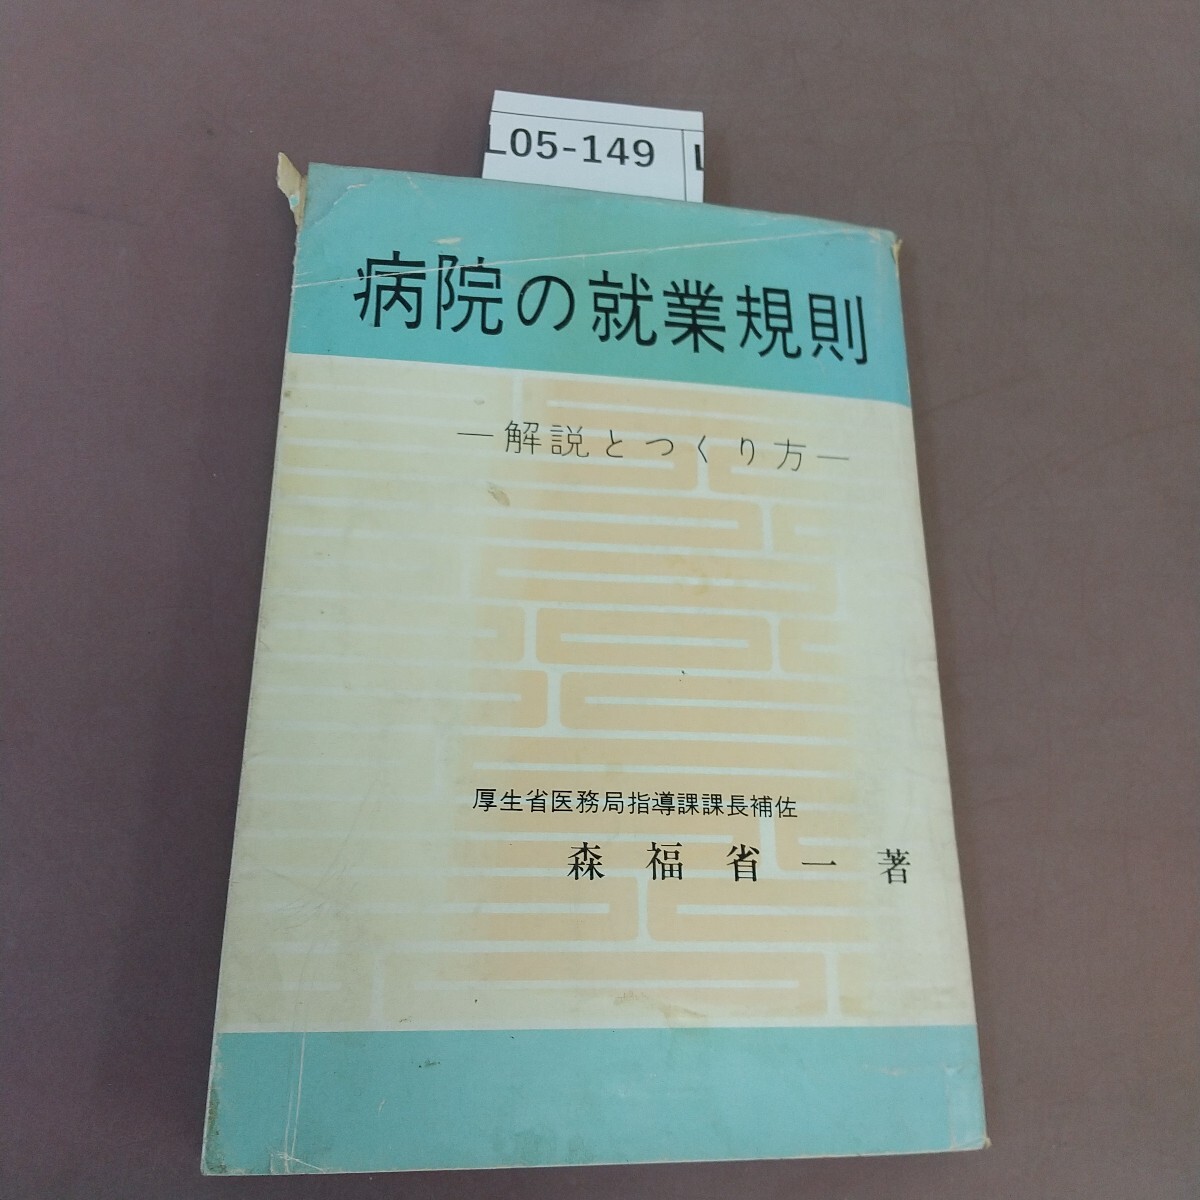 L05-149
病院の就業規則
―解説とつくり方―
厚生省医務局指導課課長補佐
森福省一著